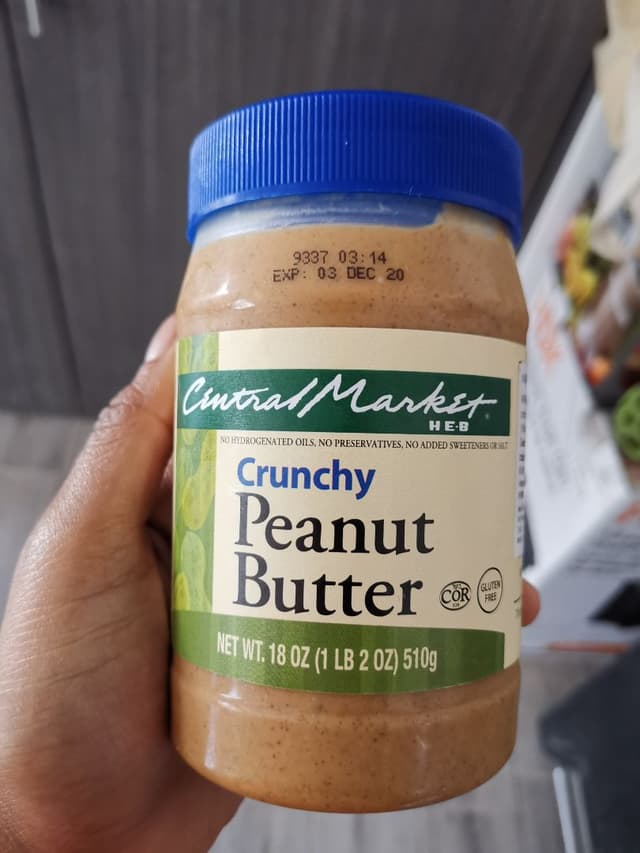 9337 03:14
EXP: 03 DEC 20
Central Market
H-E-B
NO HYDROGENATED OILS, NO PRESERVATIVES, NO ADDED SWEETENERS OR SALT
Crunchy
Peanut
Butter
COR
GLUTEN
FREE
NET WT. 18 OZ (1 LB 2 OZ) 510g